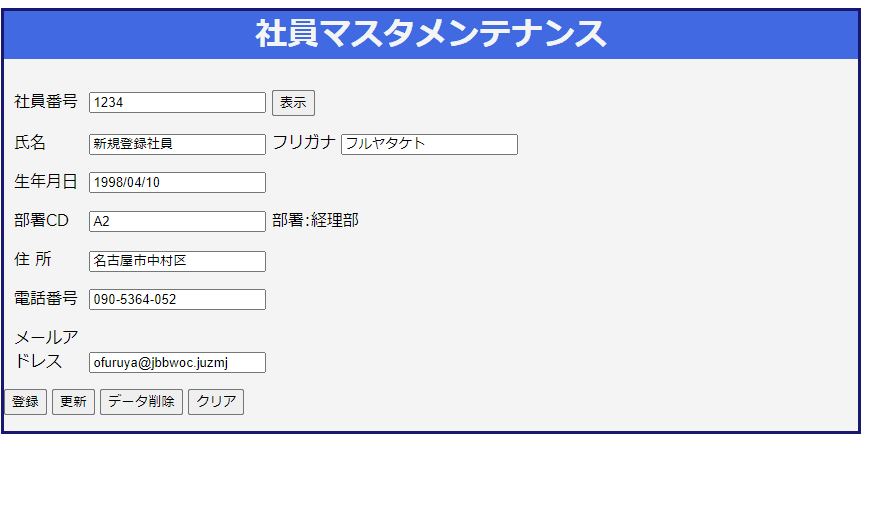 社員マスタメンテナンス
社員番号 1234 表示
氏名 新規登録社員 フリガナ フルヤタケト
生年月日 1998/04/10
部署CD A2 部署:経理部
住 所 名古屋市中村区
電話番号 090-5364-052
メールア
ドレス ofuruya@jbbwoc.juzmj
登録 更新 データ削除 クリア